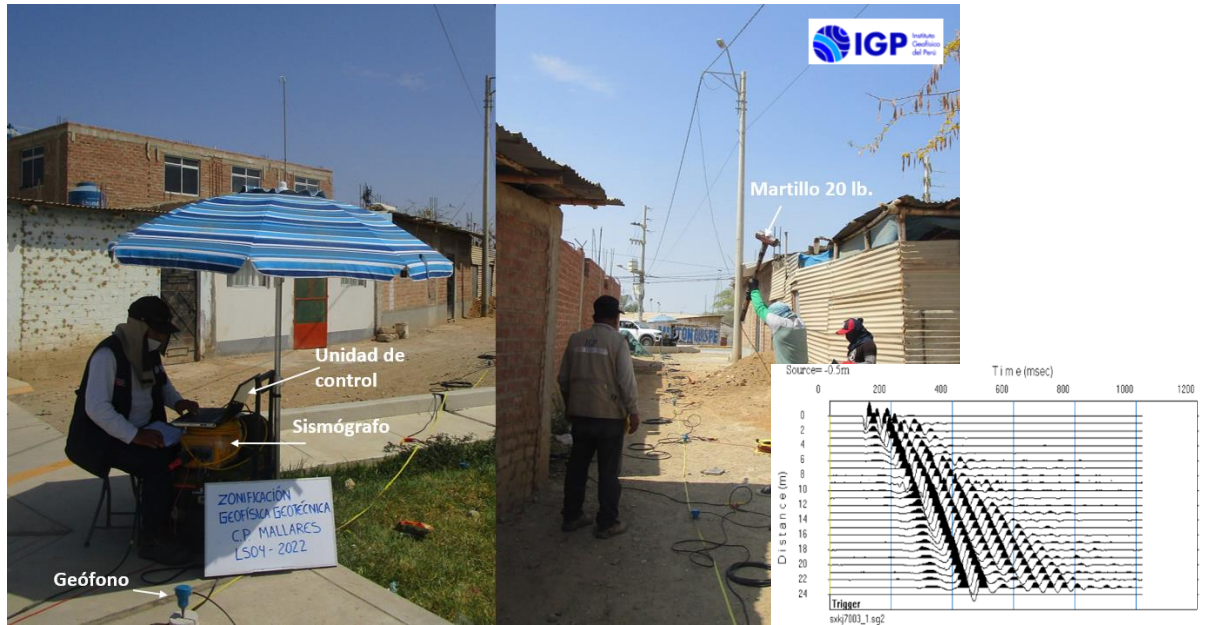 IGP
Instituto
Geofísico
del Perú
Martillo 20 lb.
IGP
QUISPE
Unidad de
control
Sismógrafo
ZONIFICACIÓN
GEOFÍSICA GEOTÉCNICA
C.P. MALLARES
LS04 - 2022
Geófono
Source= -0.5m
Time (msec)
0 200 400 600 800 1000 1200
Distance (m)
0
2
4
6
8
10
12
14
16
18
20
22
24
Trigger
sxkj7003_1.sg2